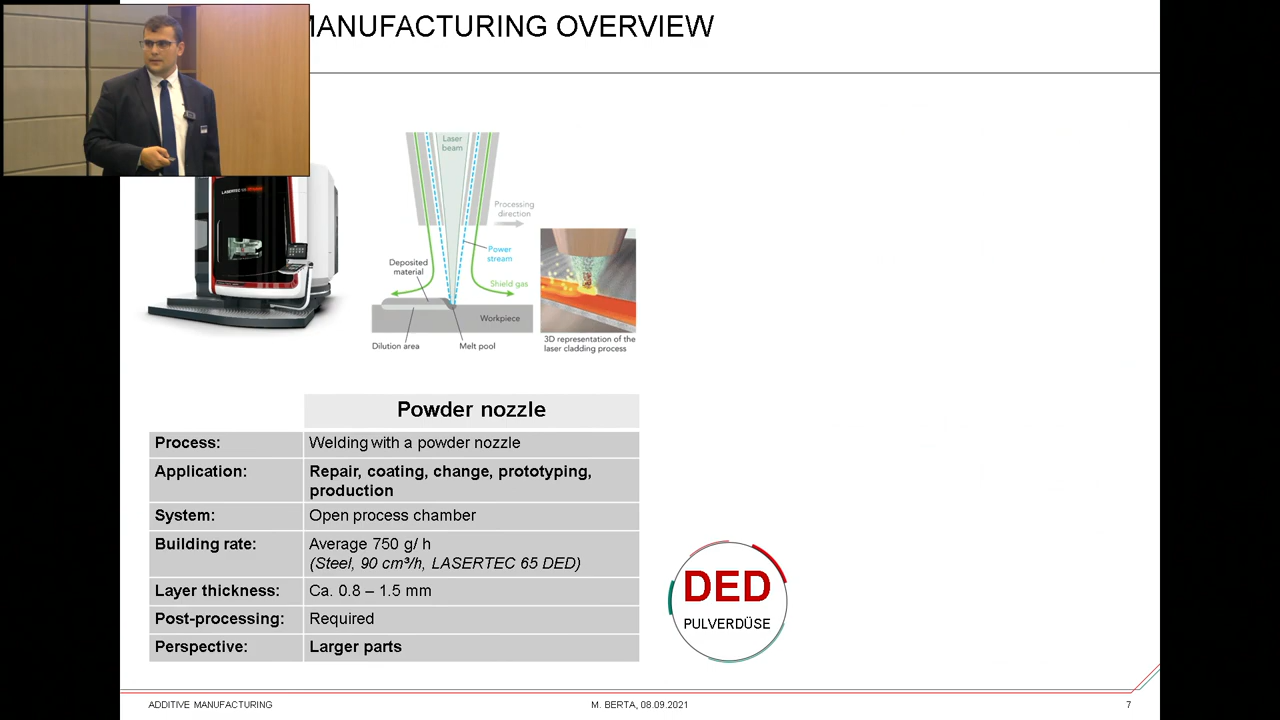 MANUFACTURING OVERVIEW
LASERTEC
Laser
beam
Processing
direction
Power
stream
Deposited
material
Shield gas
Workpiece
Dilution area
Melt pool
3D representation of the
laser cladding process
Powder nozzle
Process: Welding with a powder nozzle
Application: Repair, coating, change, prototyping,
production
System: Open process chamber
Building rate: Average 750 g/ h
(Steel, 90 cm³/h, LASERTEC 65 DED)
Layer thickness: Ca. 0.8 – 1.5 mm
Post-processing: Required
Perspective: Larger parts
DED
PULVERDÜSE
ADDITIVE MANUFACTURING
M. BERTA, 08.09.2021
7